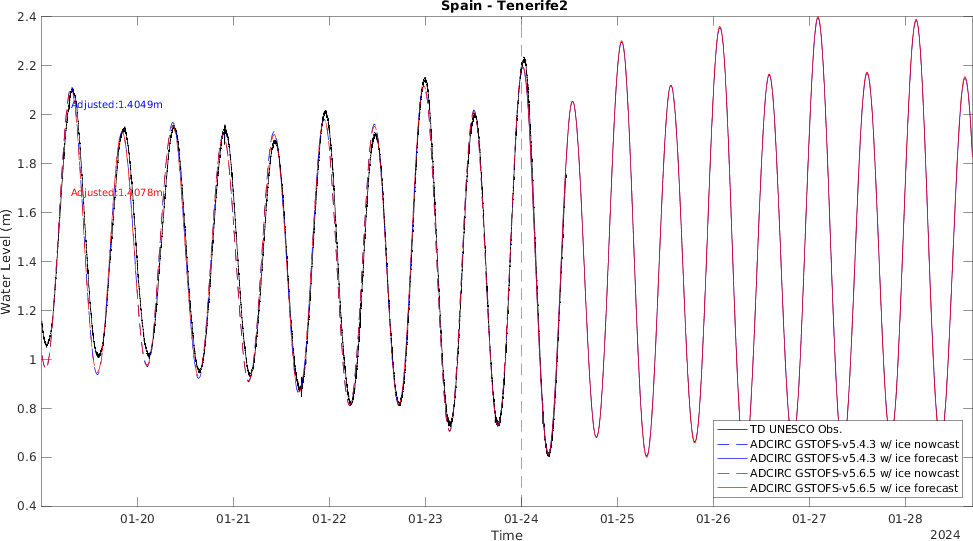 Spain - Tenerife2
2.4
2.2
2
1.8
1.6
1.4
1.2
1
0.8
0.6
0.4
Water Level (m)
Adjusted:1.4049m
Adjusted:1.4078m
TD UNESCO Obs.
ADCIRC GSTOFS-v5.4.3 w/ ice nowcast
ADCIRC GSTOFS-v5.4.3 w/ ice forecast
ADCIRC GSTOFS-v5.6.5 w/ ice nowcast
ADCIRC GSTOFS-v5.6.5 w/ ice forecast
01-20 01-21 01-22 01-23 01-24 01-25 01-26 01-27 01-28
Time
2024